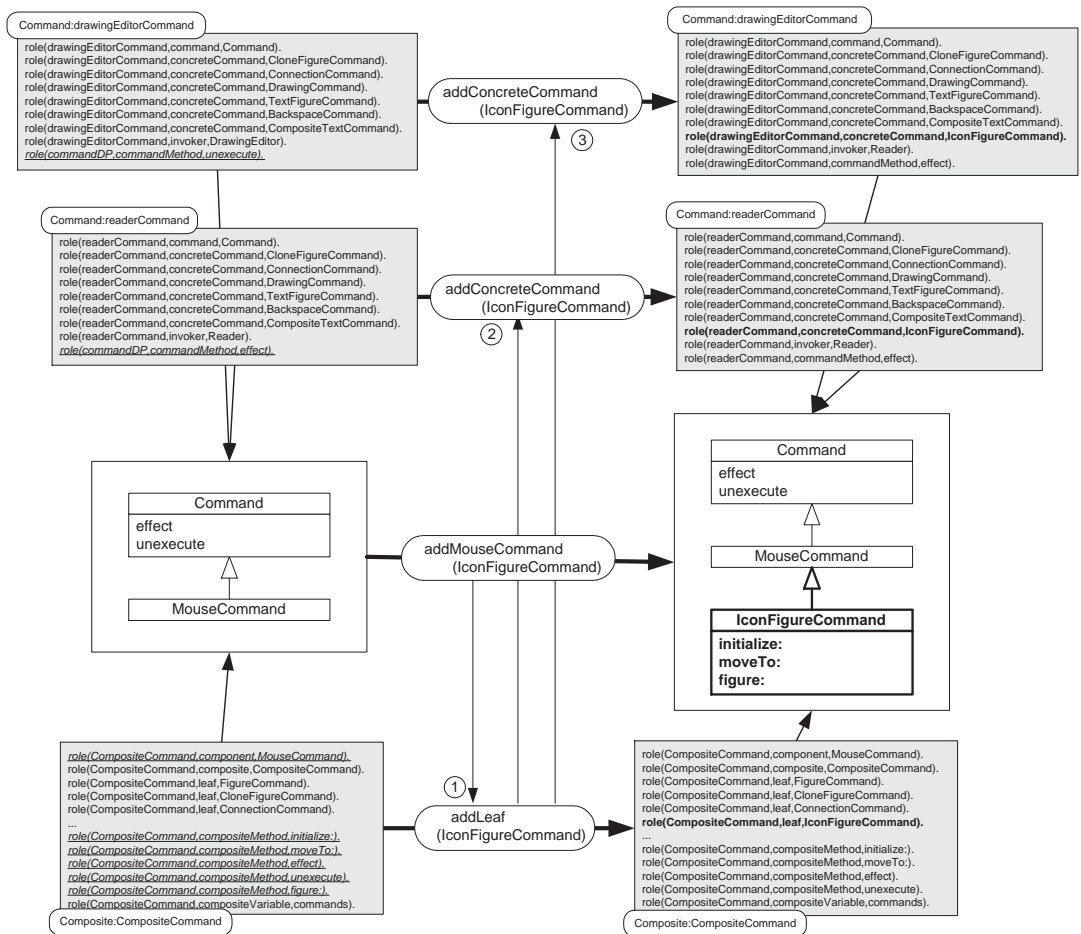 Command:drawingEditorCommand
role(drawingEditorCommand,command,Command).
role(drawingEditorCommand,concreteCommand,CloneFigureCommand).
role(drawingEditorCommand,concreteCommand,ConnectionCommand).
role(drawingEditorCommand,concreteCommand,DrawingCommand).
role(drawingEditorCommand,concreteCommand,TextFigureCommand).
role(drawingEditorCommand,concreteCommand,BackspaceCommand).
role(drawingEditorCommand,concreteCommand,CompositeTextCommand).
role(drawingEditorCommand,invoker,DrawingEditor).
role(commandDP,commandMethod,unexecute).
addConcreteCommand
(IconFigureCommand)
3
Command:drawingEditorCommand
role(drawingEditorCommand,command,Command).
role(drawingEditorCommand,concreteCommand,CloneFigureCommand).
role(drawingEditorCommand,concreteCommand,ConnectionCommand).
role(drawingEditorCommand,concreteCommand,DrawingCommand).
role(drawingEditorCommand,concreteCommand,TextFigureCommand).
role(drawingEditorCommand,concreteCommand,BackspaceCommand).
role(drawingEditorCommand,concreteCommand,CompositeTextCommand).
role(drawingEditorCommand,concreteCommand,IconFigureCommand).
role(drawingEditorCommand,invoker,Reader).
role(drawingEditorCommand,commandMethod,effect).
Command:readerCommand
role(readerCommand,command,Command).
role(readerCommand,concreteCommand,CloneFigureCommand).
role(readerCommand,concreteCommand,ConnectionCommand).
role(readerCommand,concreteCommand,DrawingCommand).
role(readerCommand,concreteCommand,TextFigureCommand).
role(readerCommand,concreteCommand,BackspaceCommand).
role(readerCommand,concreteCommand,CompositeTextCommand).
role(readerCommand,invoker,Reader).
role(commandDP,commandMethod,effect).
addConcreteCommand
(IconFigureCommand)
2
Command:readerCommand
role(readerCommand,command,Command).
role(readerCommand,concreteCommand,CloneFigureCommand).
role(readerCommand,concreteCommand,ConnectionCommand).
role(readerCommand,concreteCommand,DrawingCommand).
role(readerCommand,concreteCommand,TextFigureCommand).
role(readerCommand,concreteCommand,BackspaceCommand).
role(readerCommand,concreteCommand,CompositeTextCommand).
role(readerCommand,concreteCommand,IconFigureCommand).
role(readerCommand,invoker,Reader).
role(readerCommand,commandMethod,effect).
Command
effect
unexecute
MouseCommand
addMouseCommand
(IconFigureCommand)
Command
effect
unexecute
MouseCommand
IconFigureCommand
initialize:
moveTo:
figure:
role(CompositeCommand,component,MouseCommand).
role(CompositeCommand,composite,CompositeCommand).
role(CompositeCommand,leaf,FigureCommand).
role(CompositeCommand,leaf,CloneFigureCommand).
role(CompositeCommand,leaf,ConnectionCommand).
...
role(CompositeCommand,compositeMethod,initialize:).
role(CompositeCommand,compositeMethod,moveTo:).
role(CompositeCommand,compositeMethod,effect).
role(CompositeCommand,compositeMethod,unexecute).
role(CompositeCommand,compositeMethod,figure:).
role(CompositeCommand,compositeVariable,commands).
Composite:CompositeCommand
1
addLeaf
(IconFigureCommand)
role(CompositeCommand,component,MouseCommand).
role(CompositeCommand,composite,CompositeCommand).
role(CompositeCommand,leaf,FigureCommand).
role(CompositeCommand,leaf,CloneFigureCommand).
role(CompositeCommand,leaf,ConnectionCommand).
role(CompositeCommand,leaf,IconFigureCommand).
...
role(CompositeCommand,compositeMethod,initialize:).
role(CompositeCommand,compositeMethod,moveTo:).
role(CompositeCommand,compositeMethod,effect).
role(CompositeCommand,compositeMethod,unexecute).
role(CompositeCommand,compositeVariable,commands).
Composite:CompositeCommand